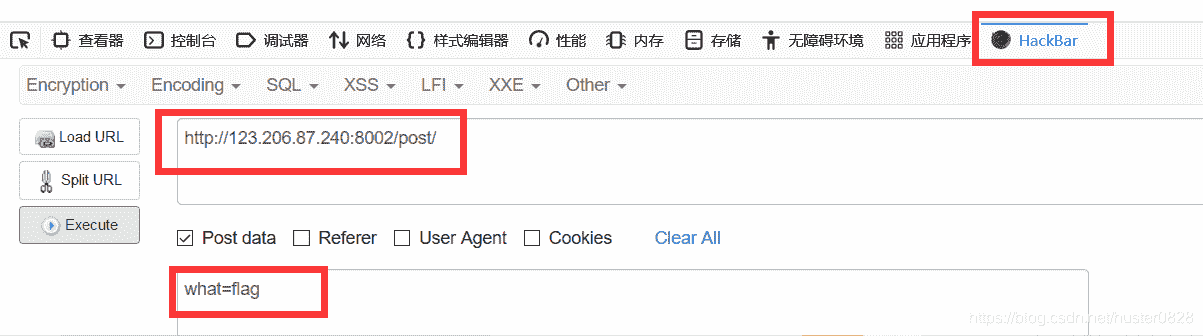 查看器 控制台 调试器 网络 样式编辑器 性能 内存 存储 无障碍环境 应用程序 HackBar
Encryption Encoding SQL XSS LFI XXE Other
Load URL
http://123.206.87.240:8002/post/
Split URL
Execute
Post data Referer User Agent Cookies Clear All
what=flag
https://blog.csdn.net/huster0828